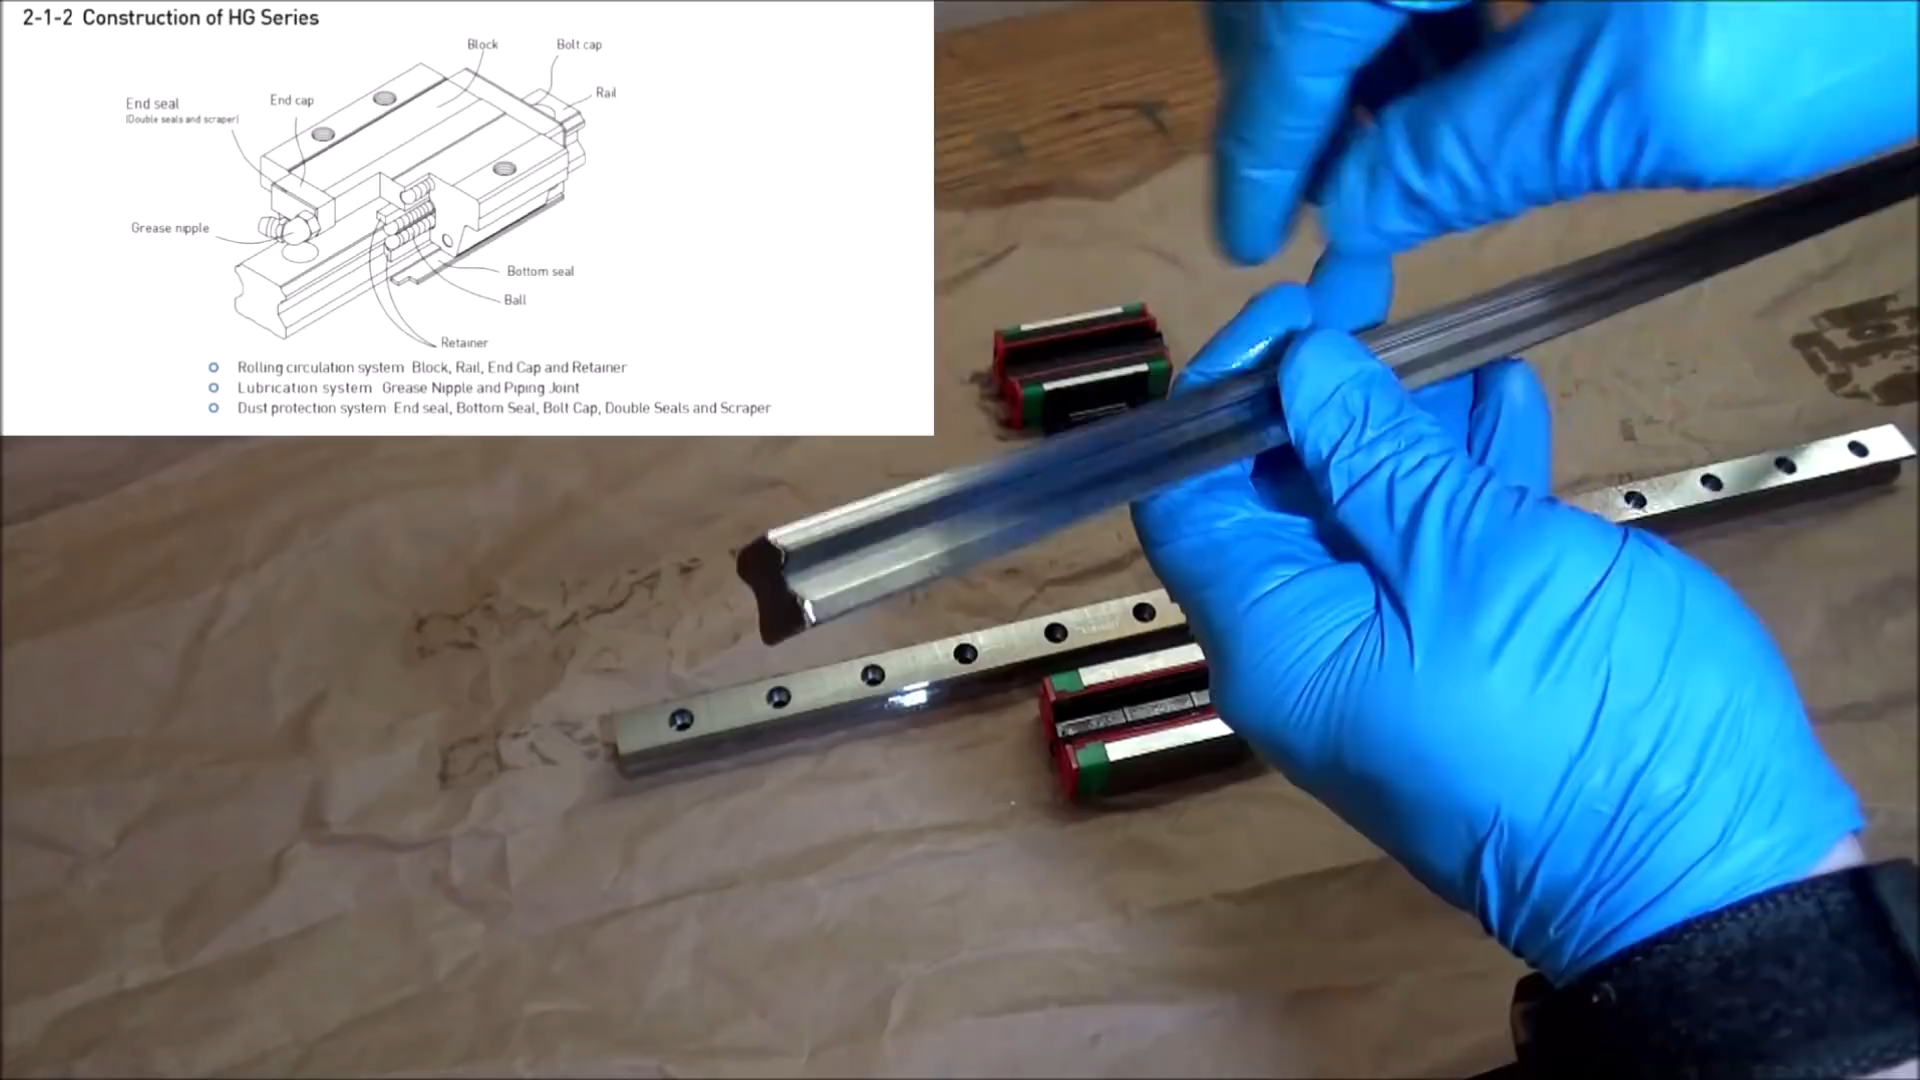 2-1-2 Construction of HG Series
Block
Bolt cap
Rail
End seal
(Double seals and scraper)
End cap
Grease nipple
Bottom seal
Ball
Retainer
Rolling circulation system Block, Rail, End Cap and Retainer
Lubrication system Grease Nipple and Piping Joint
Dust protection system: End seal, Bottom Seal, Bolt Cap, Double Seals and Scraper